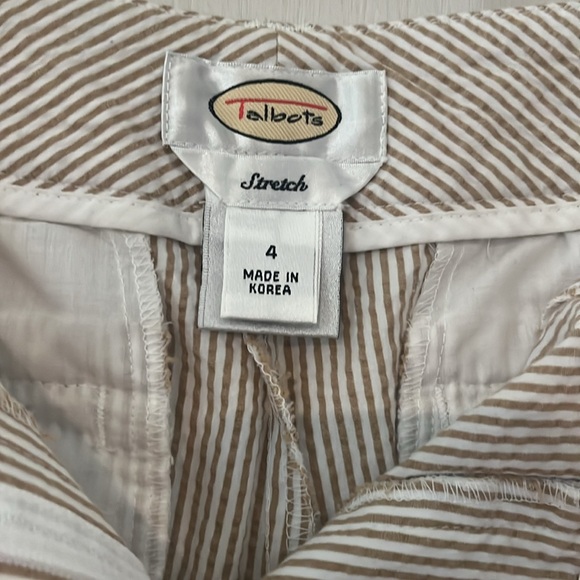 Talbots
Stretch
4
MADE IN
KOREA